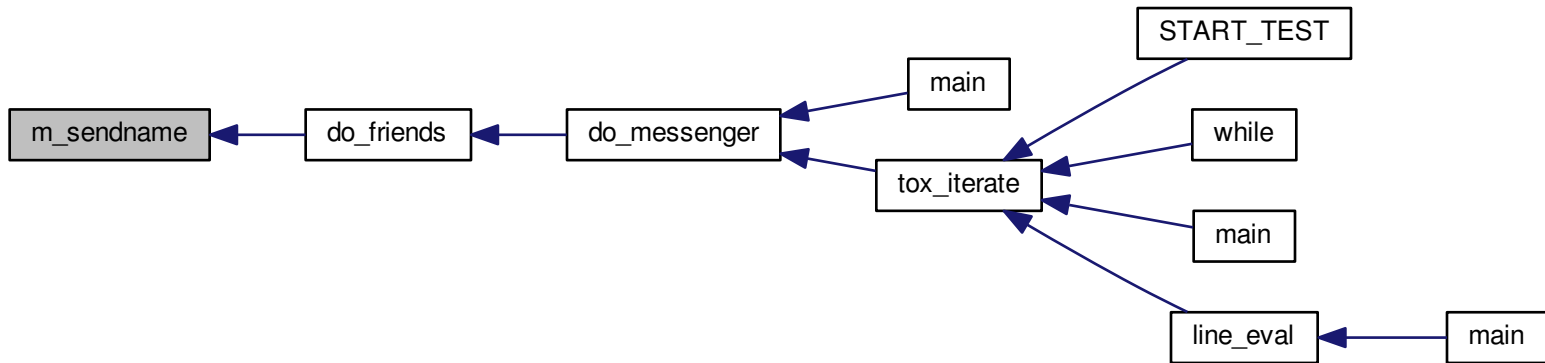 m_sendname
do_friends
do_messenger
main
tox_iterate
START_TEST
while
main
line_eval
main